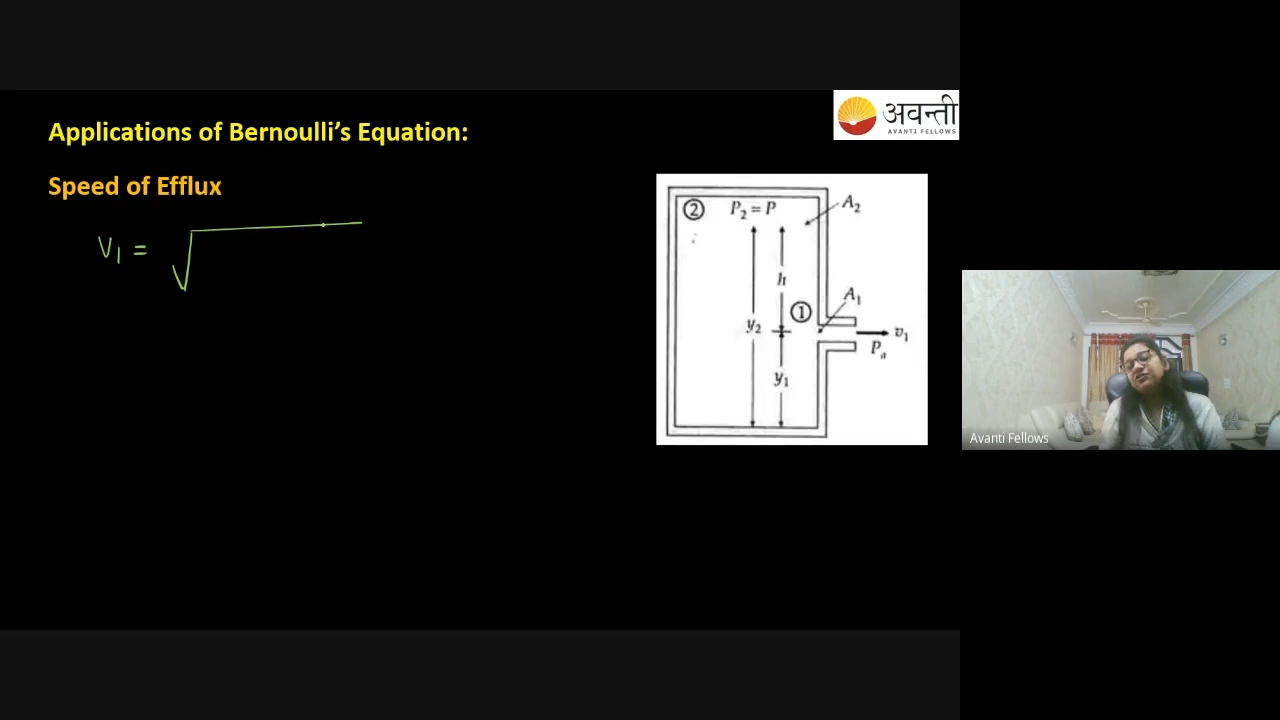 Applications of Bernoulli's Equation:
अवन्ती
AVANTI FELLOWS
Speed of Efflux
V₁ = √
② P₂ = P A₂
h
① A₁
y₂ v₁
Pₐ
y₁
Avanti Fellows